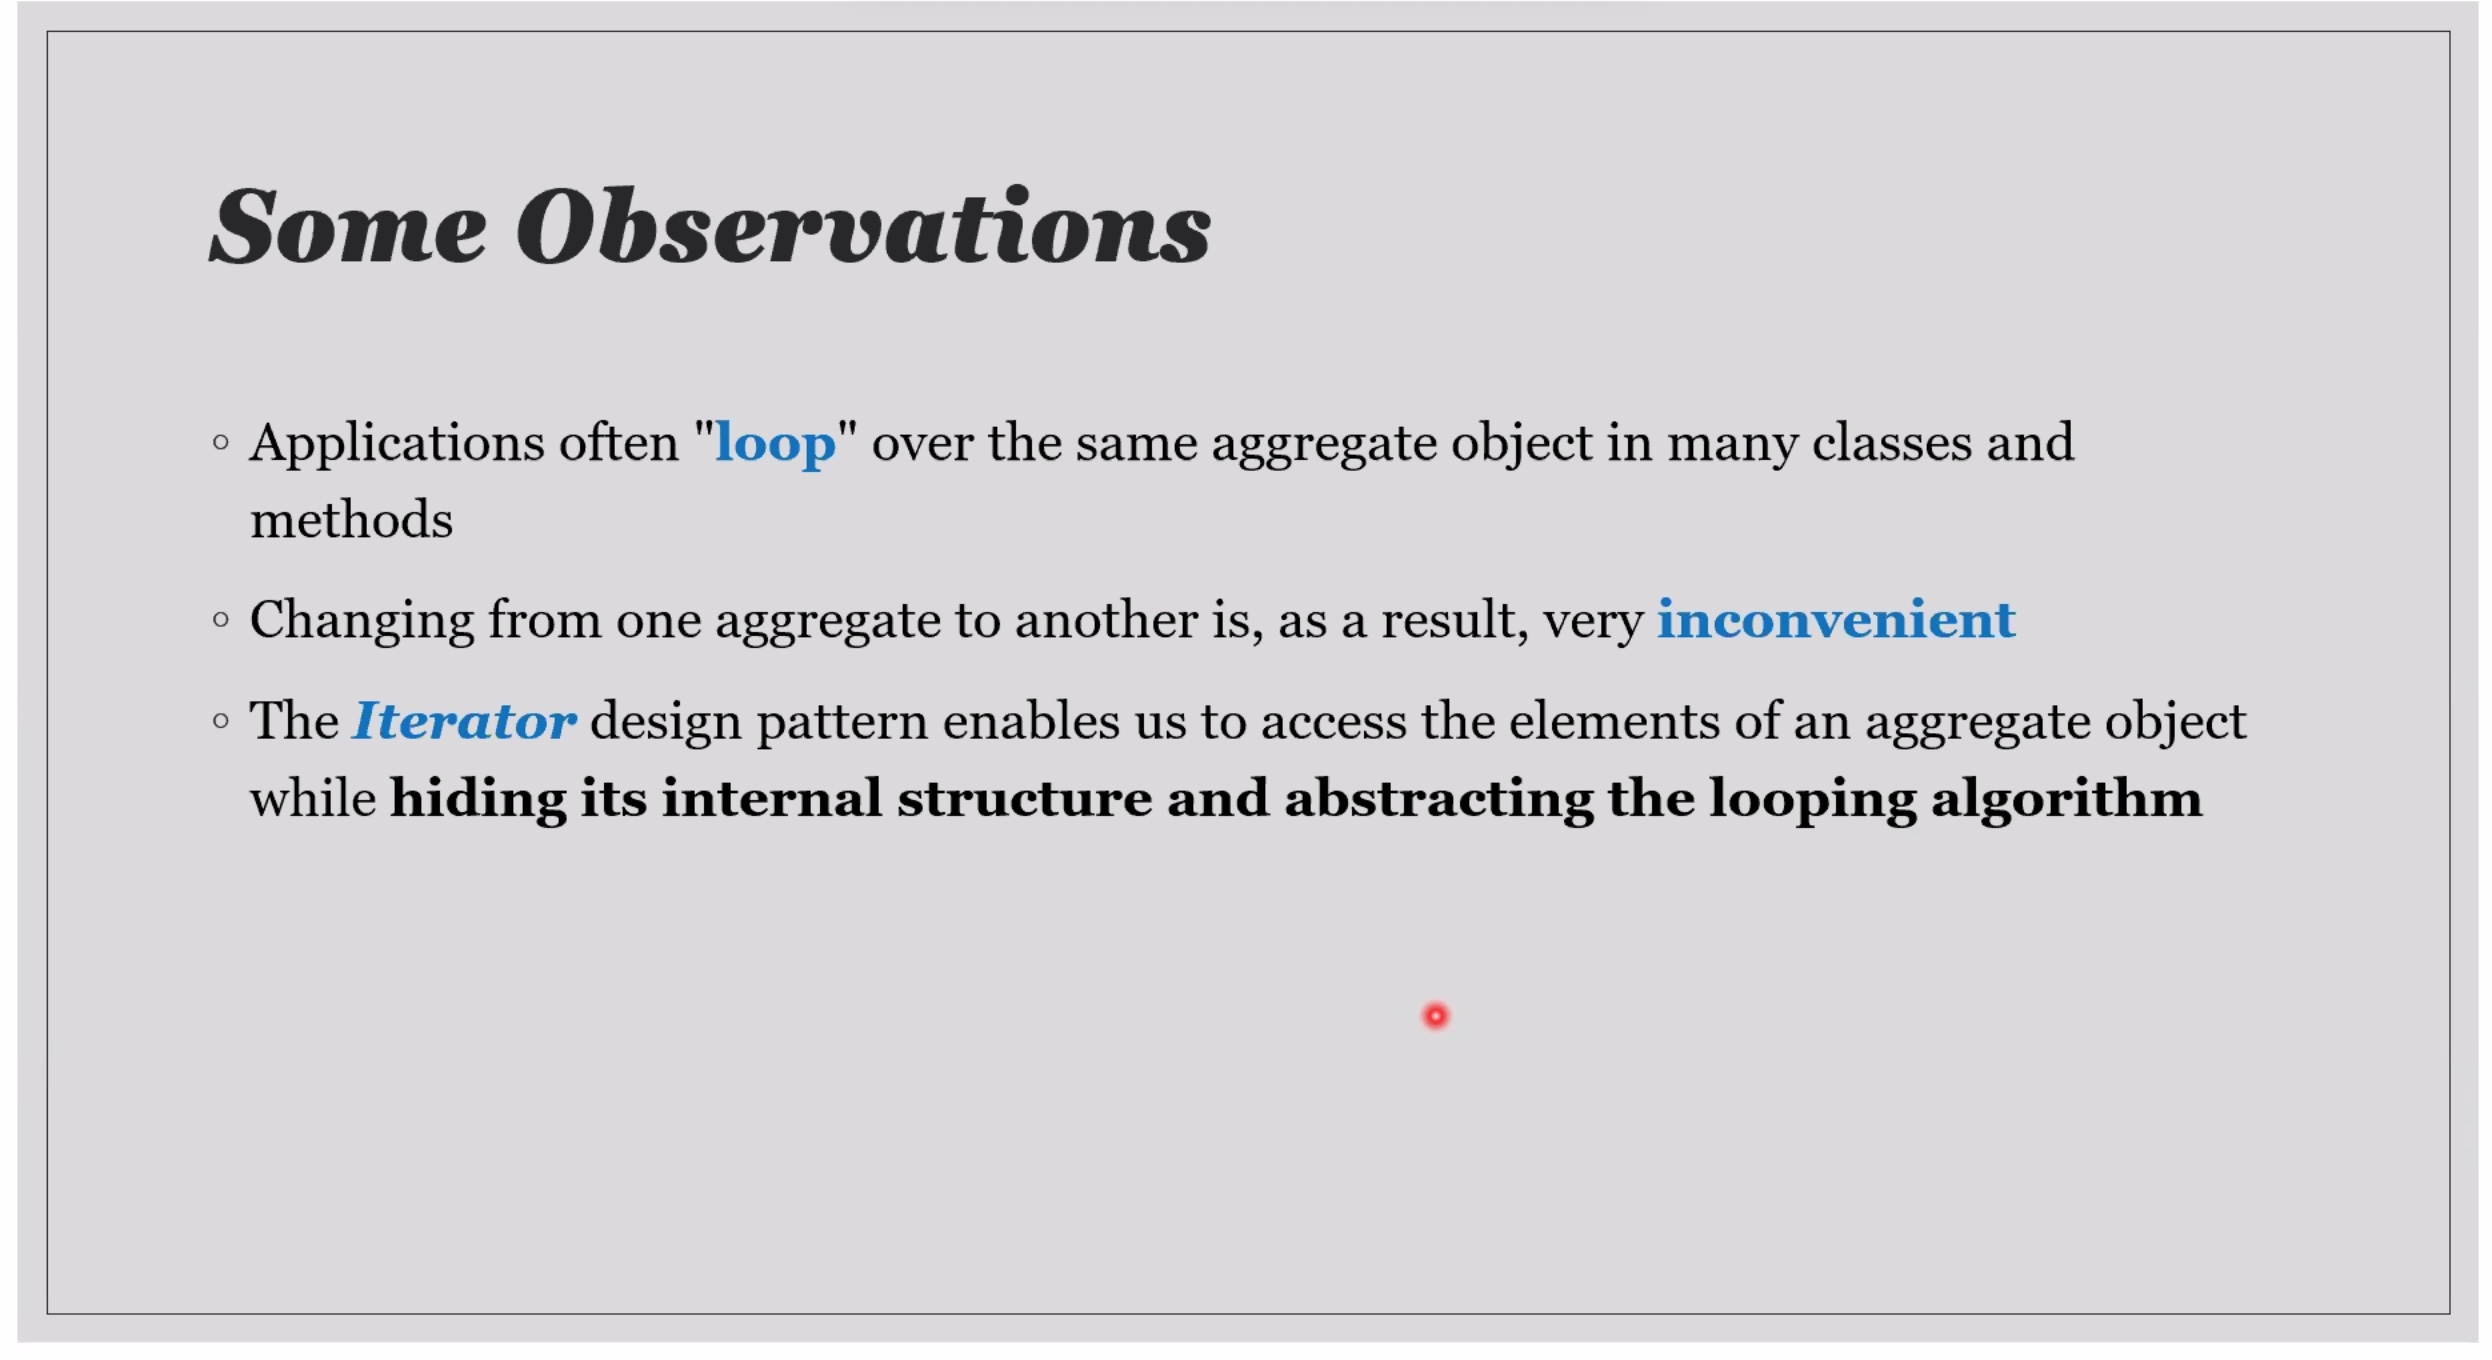 Some Observations
◦ Applications often "loop" over the same aggregate object in many classes and
methods
◦ Changing from one aggregate to another is, as a result, very inconvenient
◦ The Iterator design pattern enables us to access the elements of an aggregate object
while hiding its internal structure and abstracting the looping algorithm